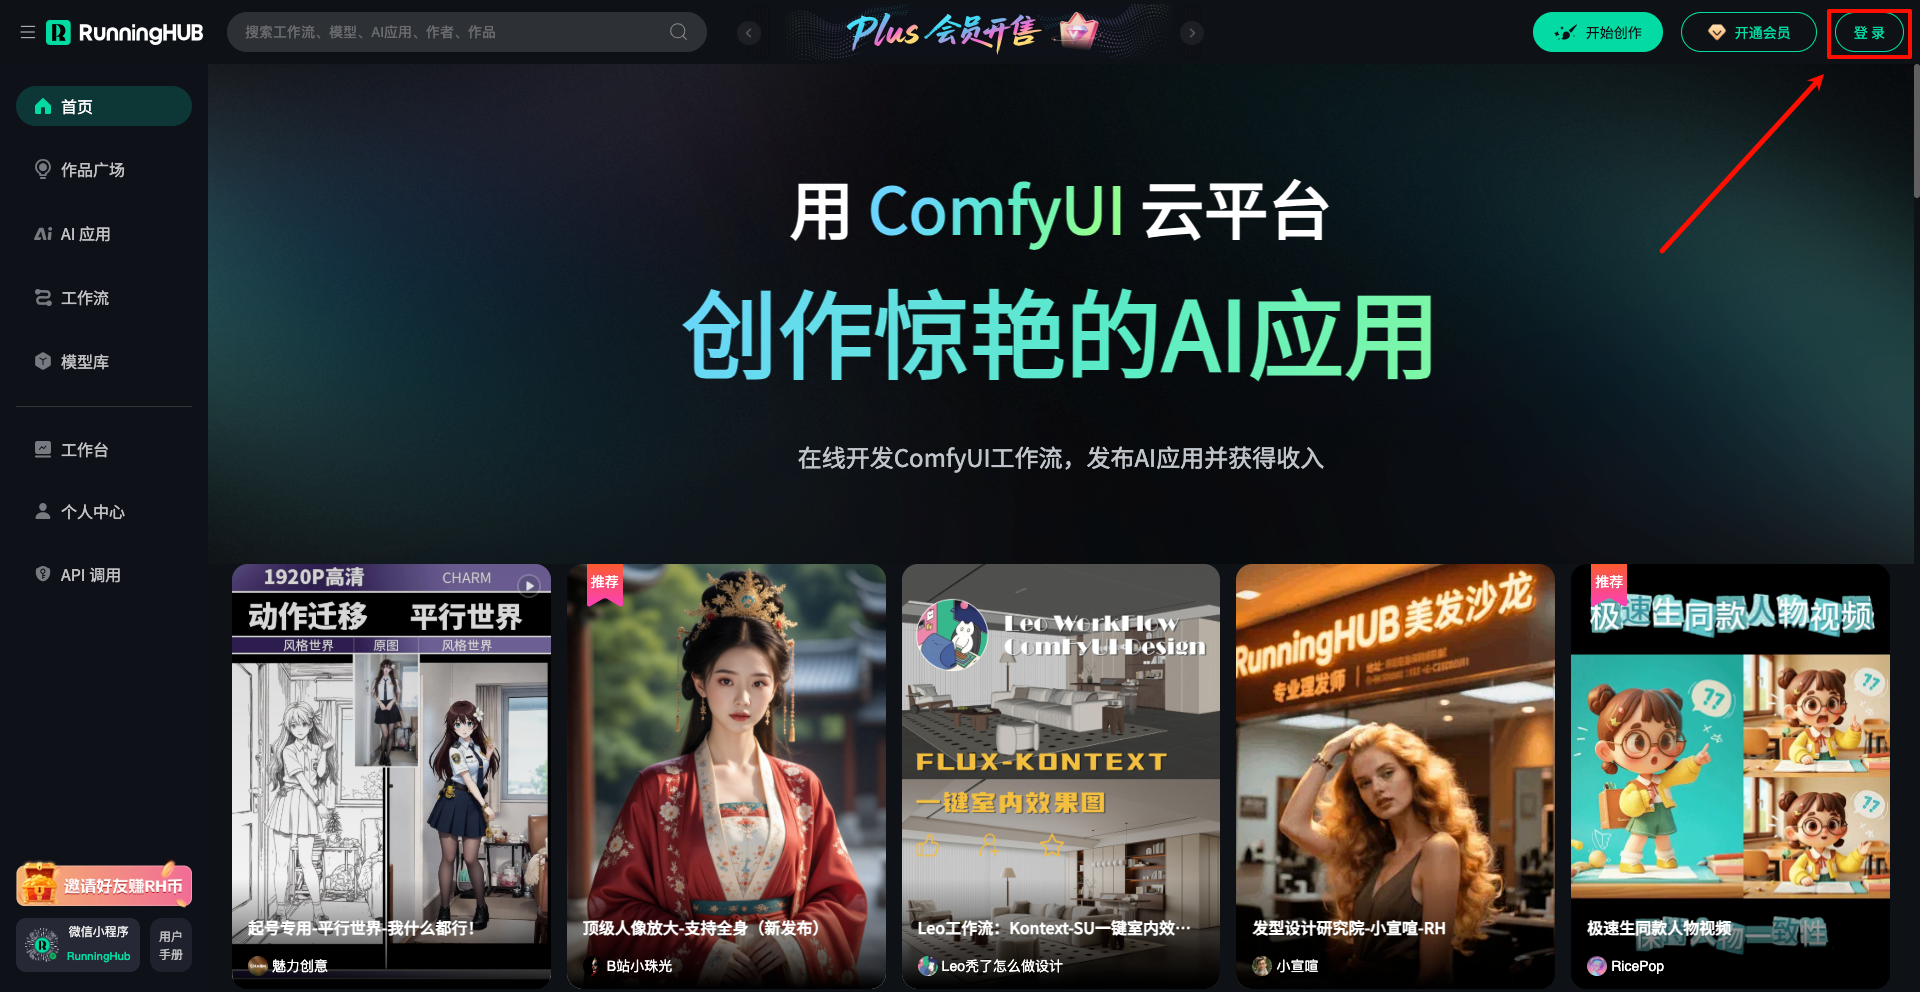 RunningHUB
搜索工作流、模型、AI应用、作者、作品
Plus 会员开售
开始创作
开通会员
登 录
首页
作品广场
AI 应用
工作流
模型库
工作台
个人中心
API 调用
邀请好友赚RH币
微信小程序
RunningHub
用户
手册
用 ComfyUI 云平台
创作惊艳的AI应用
在线开发ComfyUI工作流，发布AI应用并获得收入
1920P高清
CHARM
动作迁移 平行世界
风格世界 原图 风格世界
起号专用-平行世界-我什么都行！
魅力创意
推荐
顶级人像放大-支持全身（新发布）
B站小珠光
Leo WorkFlow
ComFyUI-Design
FLUX-KONTEXT
一键室内效果图
Leo工作流：Kontext-SU一键室内效…
Leo秃了怎么做设计
RunningHUB 美发沙龙
专业理发师
发型设计研究院-小宣喧-RH
小宣喧
推荐
极速生同款人物视频
极速生同款人物视频
保持人物一致性
RicePop